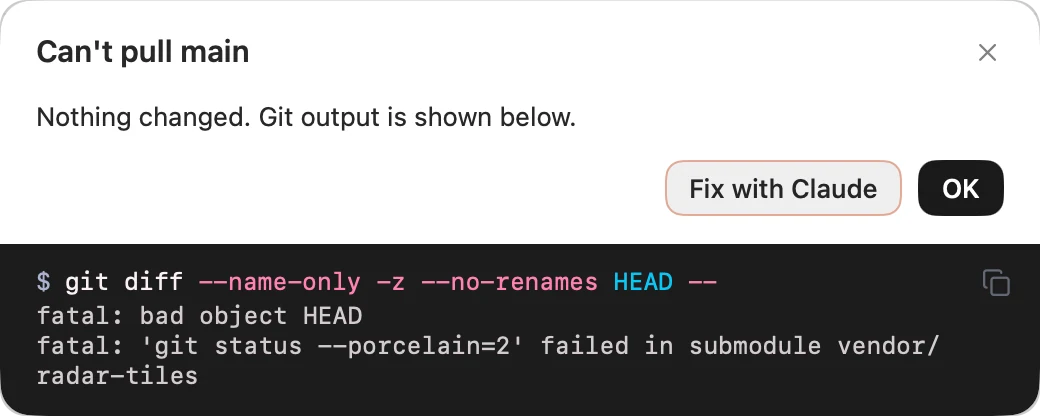 Can't pull main
Nothing changed. Git output is shown below.
Fix with Claude
OK
$ git diff --name-only -z --no-renames HEAD --
fatal: bad object HEAD
fatal: 'git status --porcelain=2' failed in submodule vendor/
radar-tiles